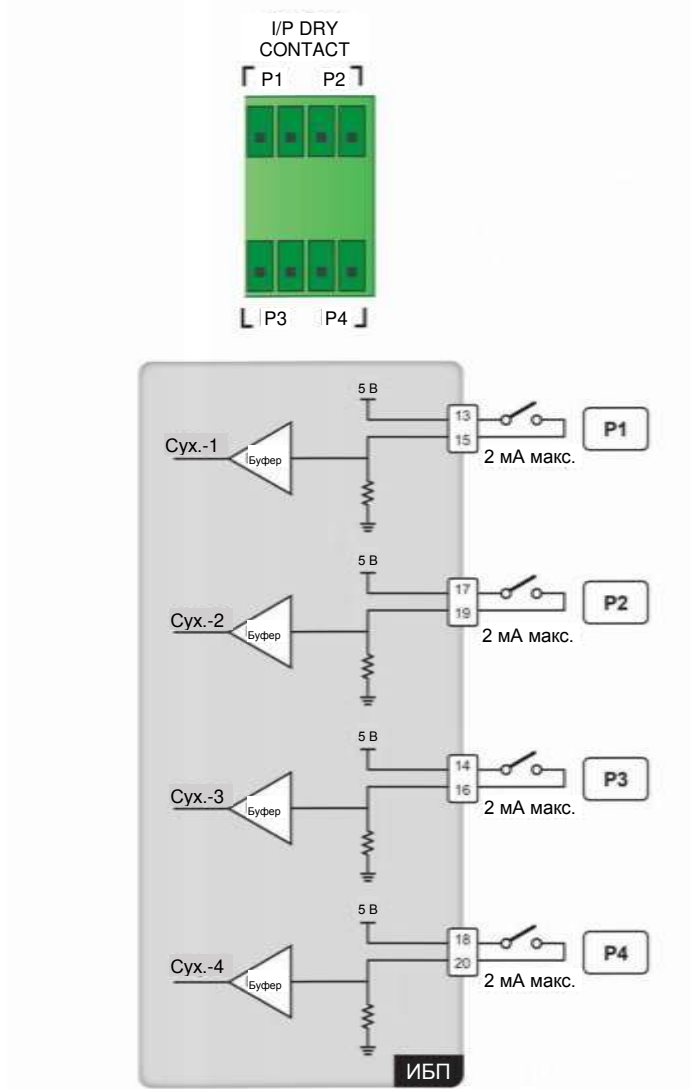 I/P DRY
CONTACT
P1 P2
P3 P4
5 В
13
Сух.-1
Буфер
15
P1
2 мА макс.
5 В
17
Сух.-2
Буфер
19
P2
2 мА макс.
5 В
14
Сух.-3
Буфер
16
P3
2 мА макс.
5 В
18
Сух.-4
Буфер
20
P4
2 мА макс.
ИБП